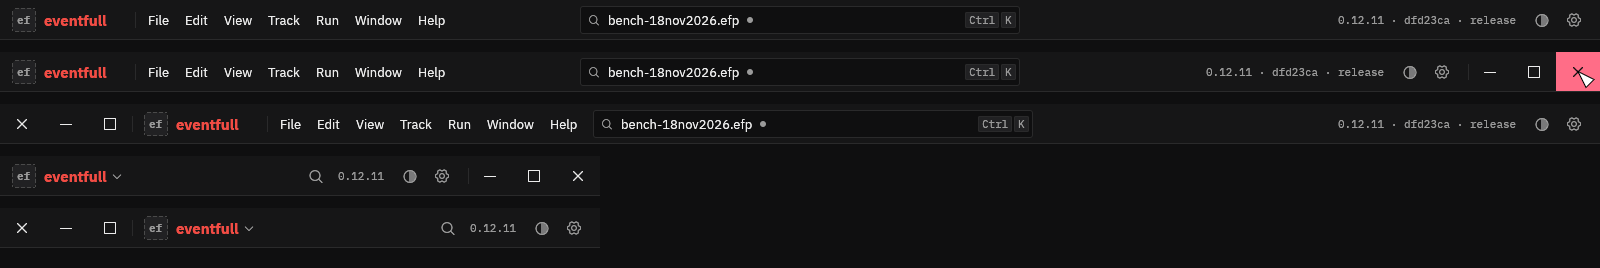 ef eventfull File Edit View Track Run Window Help bench-18nov2026.efp Ctrl K 0.12.11 · dfd23ca · release
ef eventfull File Edit View Track Run Window Help bench-18nov2026.efp Ctrl K 0.12.11 · dfd23ca · release
ef eventfull File Edit View Track Run Window Help bench-18nov2026.efp Ctrl K 0.12.11 · dfd23ca · release
ef eventfull 0.12.11
ef eventfull 0.12.11